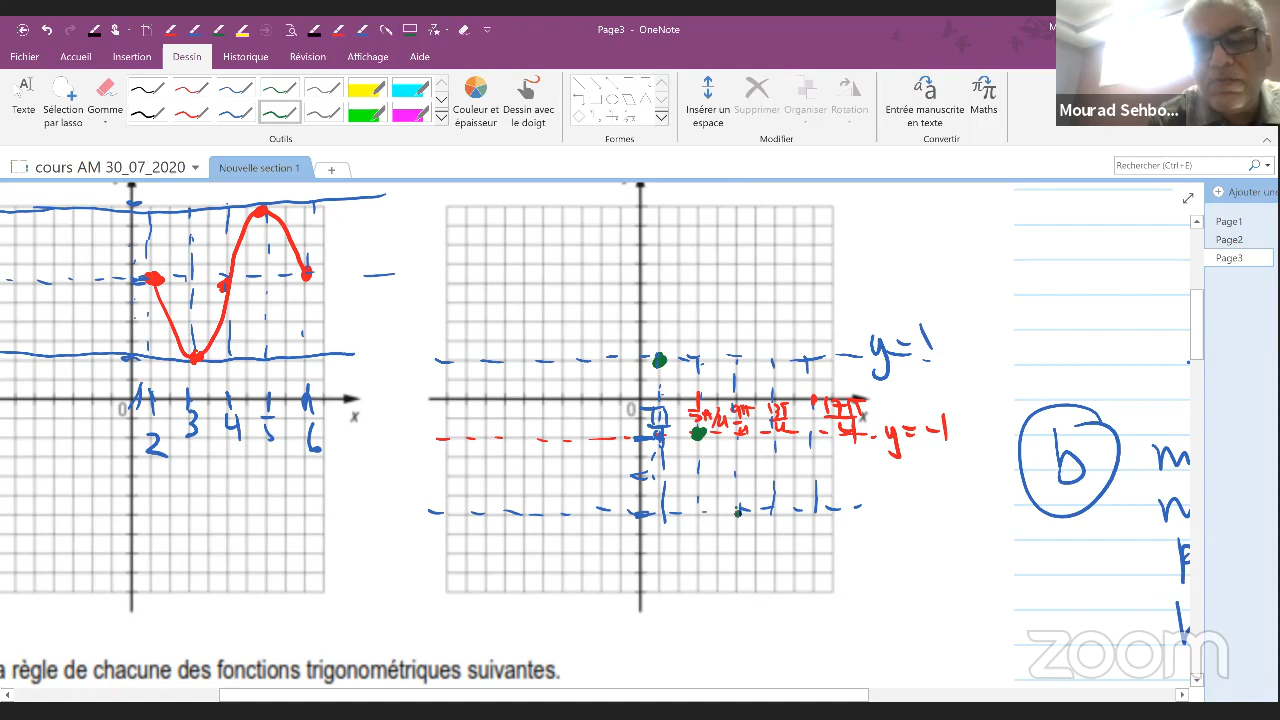 Page3 - OneNote
Fichier Accueil Insertion Dessin Historique Révision Affichage Aide
Texte
Sélection par lasso
Gomme
Couleur et épaisseur
Dessin avec le doigt
Insérer un espace
Supprimer
Organiser
Rotation
Entrée manuscrite en texte
Maths
Outils
Formes
Modifier
Convertir
Mourad Sehbo...
cours AM 30_07_2020
Nouvelle section 1
Rechercher (Ctrl+E)
Ajouter une
Page1
Page2
Page3
y = 1
0
x
0
x
2 3 4 5 6
y = -1
b
a règle de chacune des fonctions trigonométriques suivantes.
zoom